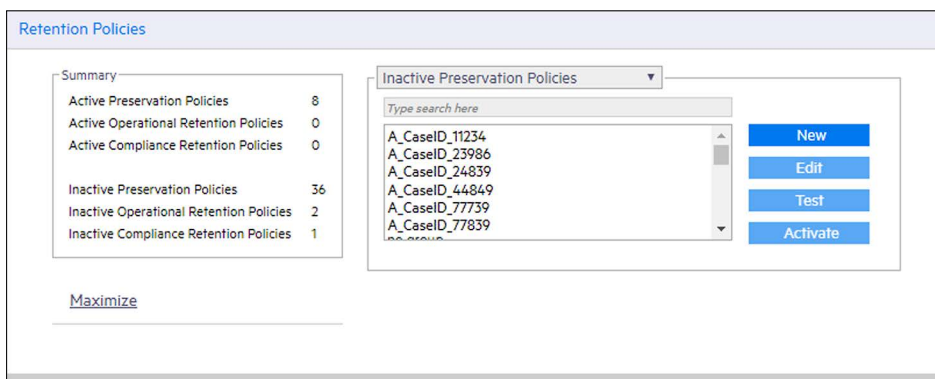 Retention Policies
Summary
Active Preservation Policies 8
Active Operational Retention Policies 0
Active Compliance Retention Policies 0
Inactive Preservation Policies 36
Inactive Operational Retention Policies 2
Inactive Compliance Retention Policies 1
Maximize
Inactive Preservation Policies
Type search here
A_CaseID_11234
A_CaseID_23986
A_CaseID_24839
A_CaseID_44849
A_CaseID_77739
A_CaseID_77839
no group
New
Edit
Test
Activate